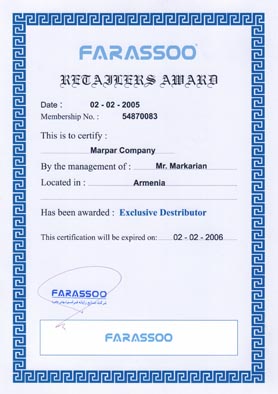 FARASSOO
RETAILERS AWARD
Date : 02 - 02 - 2005
Membership No. : 54870083
This is to certify :
Marpar Company
By the management of : Mr. Markarian
Located in : Armenia
Has been awarded : Exclusive Destributor
This certification will be expired on: 02 - 02 - 2006
FARASSOO
FARASSOO